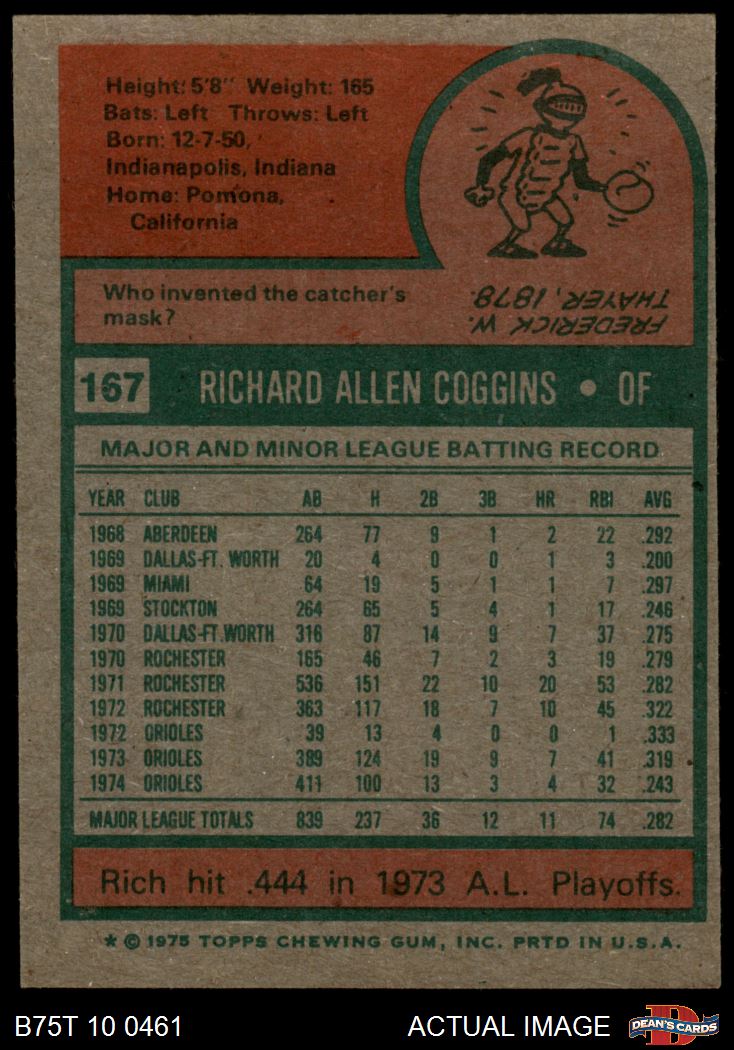 Height: 5'8" Weight: 165
Bats: Left Throws: Left
Born: 12-7-50,
Indianapolis, Indiana
Home: Pomona,
California
Who invented the catcher's
mask?
FREDERICK W.
THAYER, 1878.
167 RICHARD ALLEN COGGINS • OF
MAJOR AND MINOR LEAGUE BATTING RECORD
YEAR CLUB AB H 2B 3B HR RBI AVG
1968 ABERDEEN 264 77 9 1 2 22 .292
1969 DALLAS-FT. WORTH 20 4 0 0 1 3 .200
1969 MIAMI 64 19 5 1 1 7 .297
1969 STOCKTON 264 65 5 4 1 17 .246
1970 DALLAS-FT.WORTH 316 87 14 9 7 37 .275
1970 ROCHESTER 165 46 7 2 3 19 .279
1971 ROCHESTER 536 151 22 10 20 53 .282
1972 ROCHESTER 363 117 18 7 10 45 .322
1972 ORIOLES 39 13 4 0 0 1 .333
1973 ORIOLES 389 124 19 9 7 41 .319
1974 ORIOLES 411 100 13 3 4 32 .243
MAJOR LEAGUE TOTALS 839 237 36 12 11 74 .282
Rich hit .444 in 1973 A.L. Playoffs.
* © 1975 TOPPS CHEWING GUM, INC. PRTD IN U.S.A.
B75T 10 0461 ACTUAL IMAGE DEAN'S CARDS